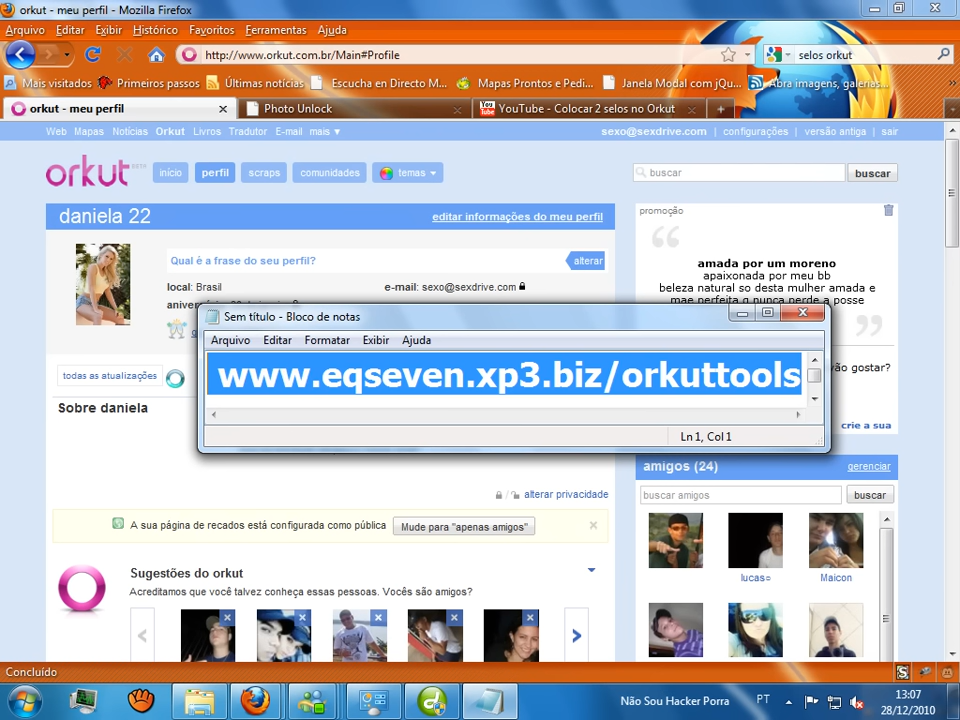 orkut - meu perfil - Mozilla Firefox
Arquivo Editar Exibir Histórico Favoritos Ferramentas Ajuda
http://www.orkut.com.br/Main#Profile
selos orkut
Mais visitados Primeiros passos Últimas notícias Escucha en Directo M... Mapas Prontos e Pedi... Janela Modal com jQu... Abra imagens, galerias...
orkut - meu perfil Photo Unlock YouTube - Colocar 2 selos no Orkut
Web Mapas Notícias Orkut Livros Tradutor E-mail mais ▼ sexo@sexdrive.com | configurações | versão antiga | sair
orkut BETA início perfil scraps comunidades temas buscar buscar
daniela 22 editar informações do meu perfil
promoção
Qual é a frase do seu perfil? alterar
amada por um moreno
apaixonada por meu bb
beleza natural so desta mulher amada e
mae perfeita q nunca perde a posse
local: Brasil e-mail: sexo@sexdrive.com
Sem título - Bloco de notas
Arquivo Editar Formatar Exibir Ajuda
www.eqseven.xp3.biz/orkuttools
Ln 1, Col 1
todas as atualizações
vão gostar?
Sobre daniela
crie a sua
amigos (24) gerenciar
buscar amigos buscar
alterar privacidade
A sua página de recados está configurada como pública Mude para "apenas amigos"
Sugestões do orkut
Acreditamos que você talvez conheça essas pessoas. Vocês são amigos?
lucas Maicon
Concluído
Não Sou Hacker Porra PT 13:07
28/12/2010